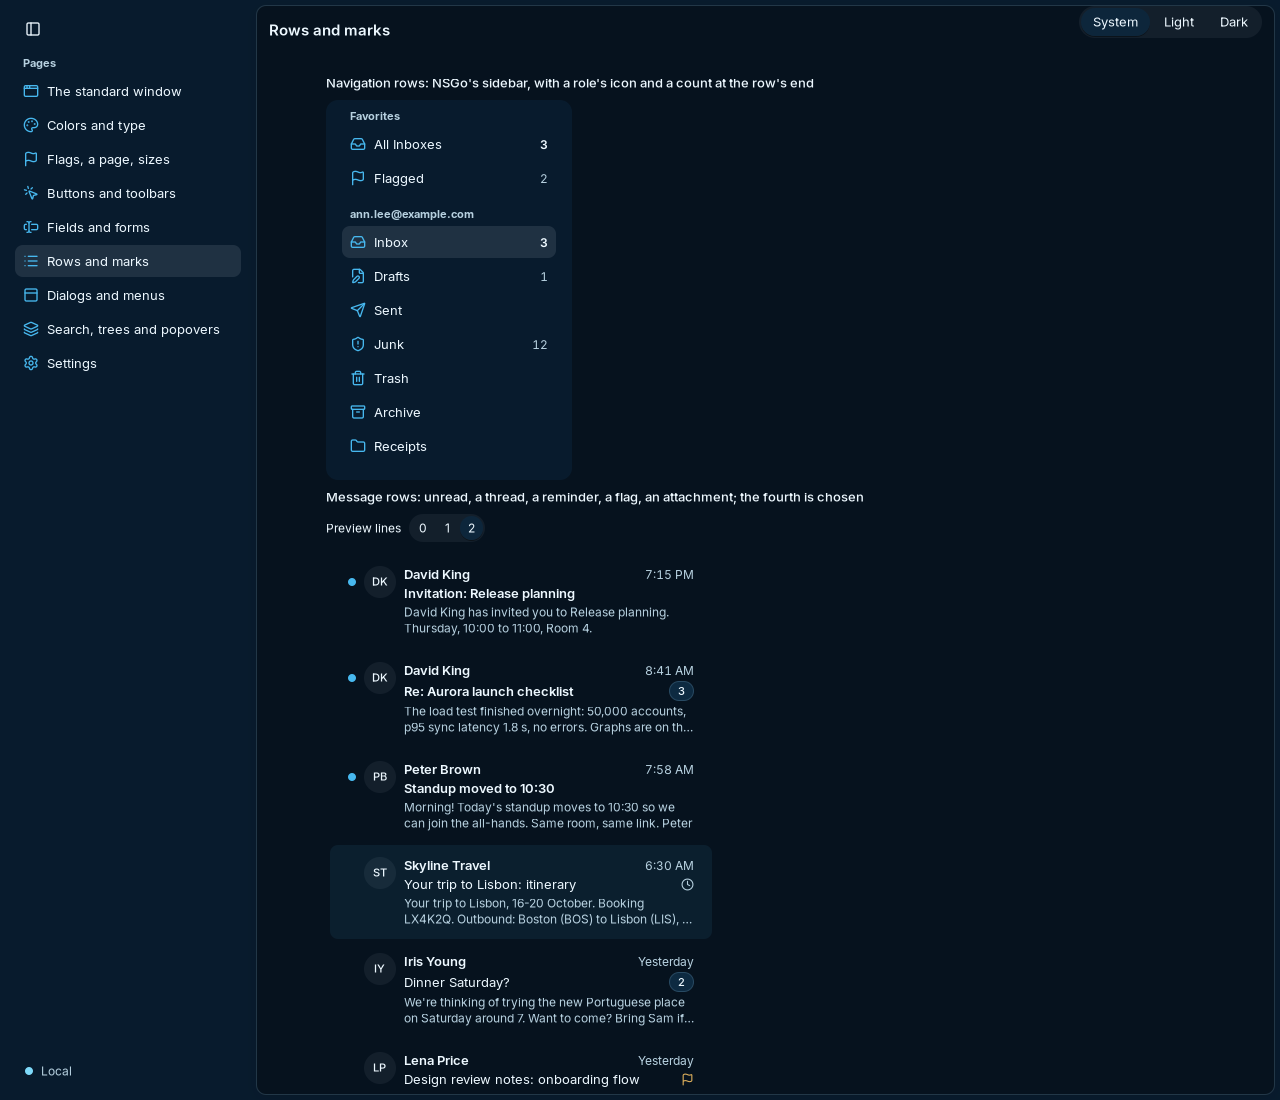 Pages
The standard window
Colors and type
Flags, a page, sizes
Buttons and toolbars
Fields and forms
Rows and marks
Dialogs and menus
Search, trees and popovers
Settings
Local
Rows and marks
System Light Dark
Navigation rows: NSGo's sidebar, with a role's icon and a count at the row's end
Favorites
All Inboxes 3
Flagged 2
ann.lee@example.com
Inbox 3
Drafts 1
Sent
Junk 12
Trash
Archive
Receipts
Message rows: unread, a thread, a reminder, a flag, an attachment; the fourth is chosen
Preview lines 0 1 2
DK David King 7:15 PM
Invitation: Release planning
David King has invited you to Release planning.
Thursday, 10:00 to 11:00, Room 4.
DK David King 8:41 AM
Re: Aurora launch checklist 3
The load test finished overnight: 50,000 accounts,
p95 sync latency 1.8 s, no errors. Graphs are on th...
PB Peter Brown 7:58 AM
Standup moved to 10:30
Morning! Today's standup moves to 10:30 so we
can join the all-hands. Same room, same link. Peter
ST Skyline Travel 6:30 AM
Your trip to Lisbon: itinerary
Your trip to Lisbon, 16-20 October. Booking
LX4K2Q. Outbound: Boston (BOS) to Lisbon (LIS), ...
IY Iris Young Yesterday
Dinner Saturday? 2
We're thinking of trying the new Portuguese place
on Saturday around 7. Want to come? Bring Sam if...
LP Lena Price Yesterday
Design review notes: onboarding flow